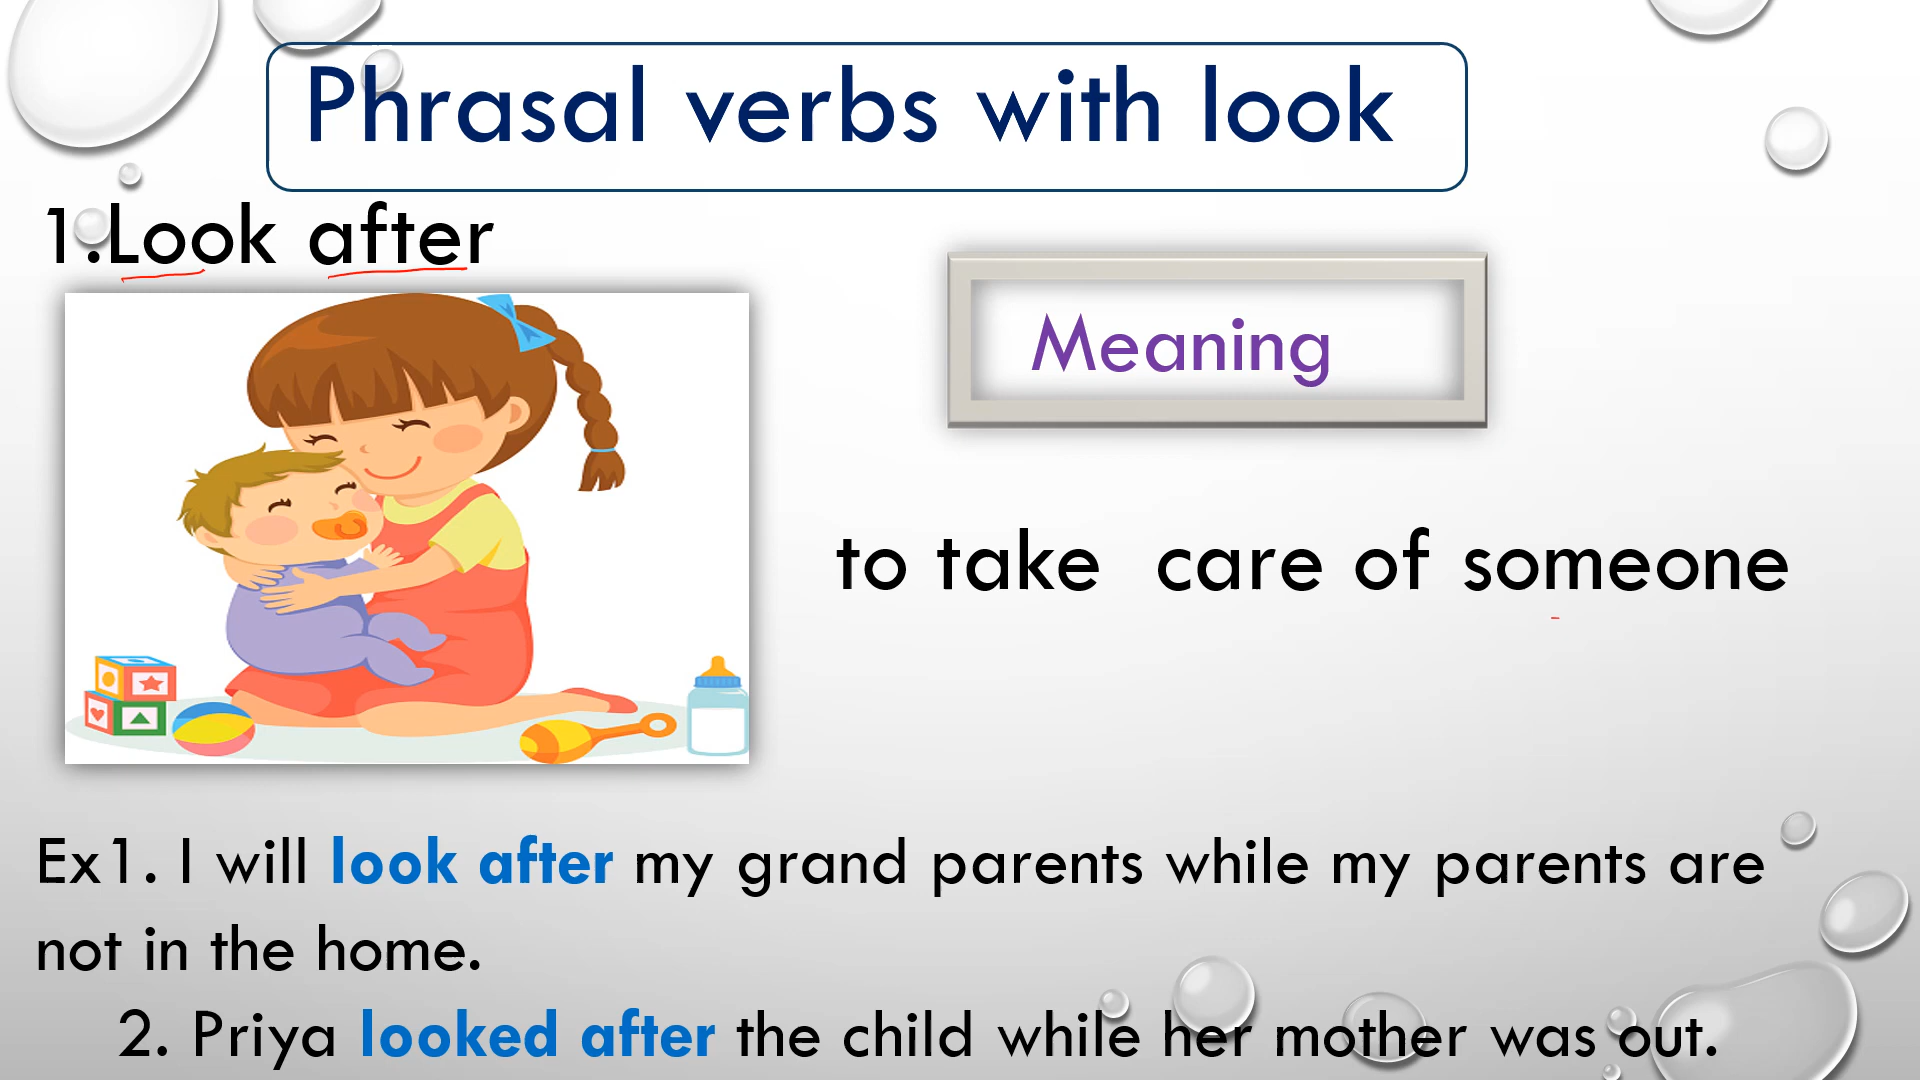 Phrasal verbs with look
1.Look after
Meaning
to take care of someone
Ex1. I will look after my grand parents while my parents are
not in the home.
2. Priya looked after the child while her mother was out.